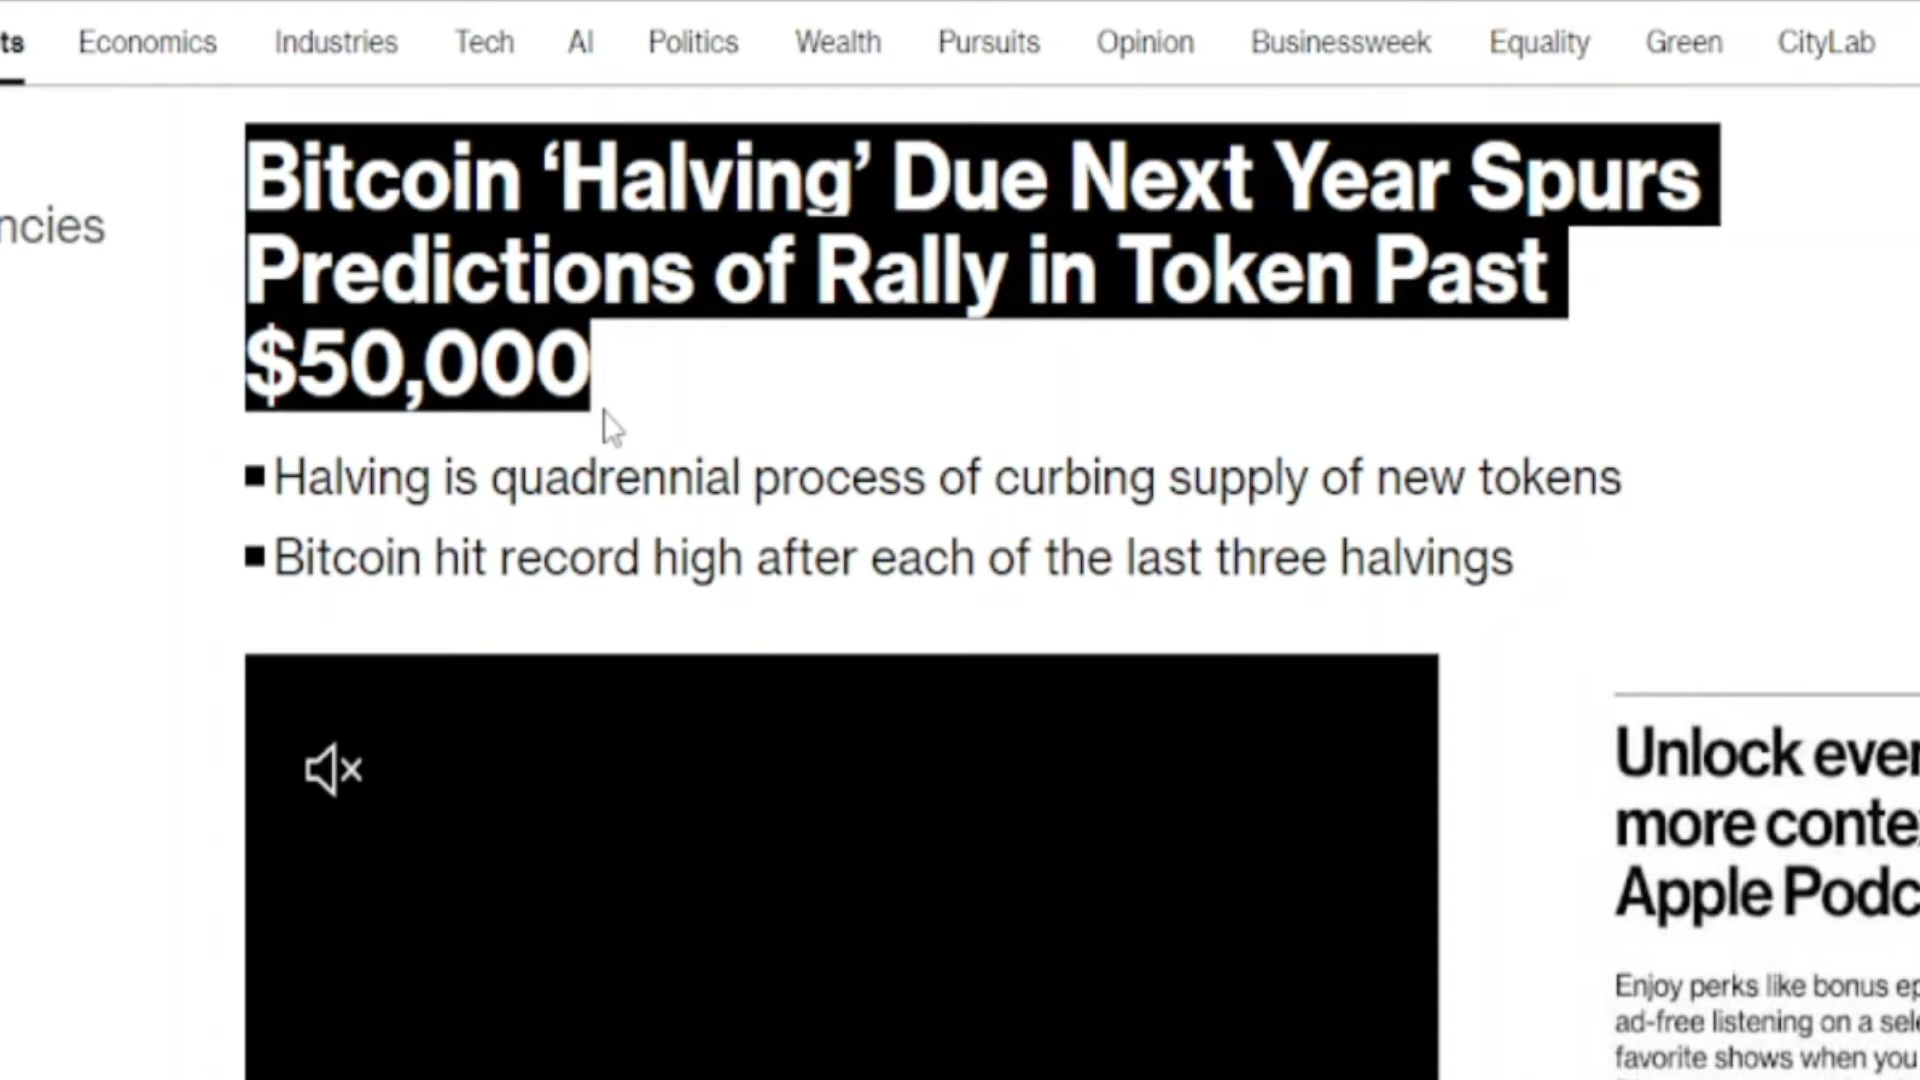 ts Economics Industries Tech AI Politics Wealth Pursuits Opinion Businessweek Equality Green CityLab
ncies
Bitcoin ‘Halving’ Due Next Year Spurs
Predictions of Rally in Token Past
$50,000
Halving is quadrennial process of curbing supply of new tokens
Bitcoin hit record high after each of the last three halvings
Unlock ever
more conte
Apple Podc
Enjoy perks like bonus ep
ad-free listening on a sele
favorite shows when you